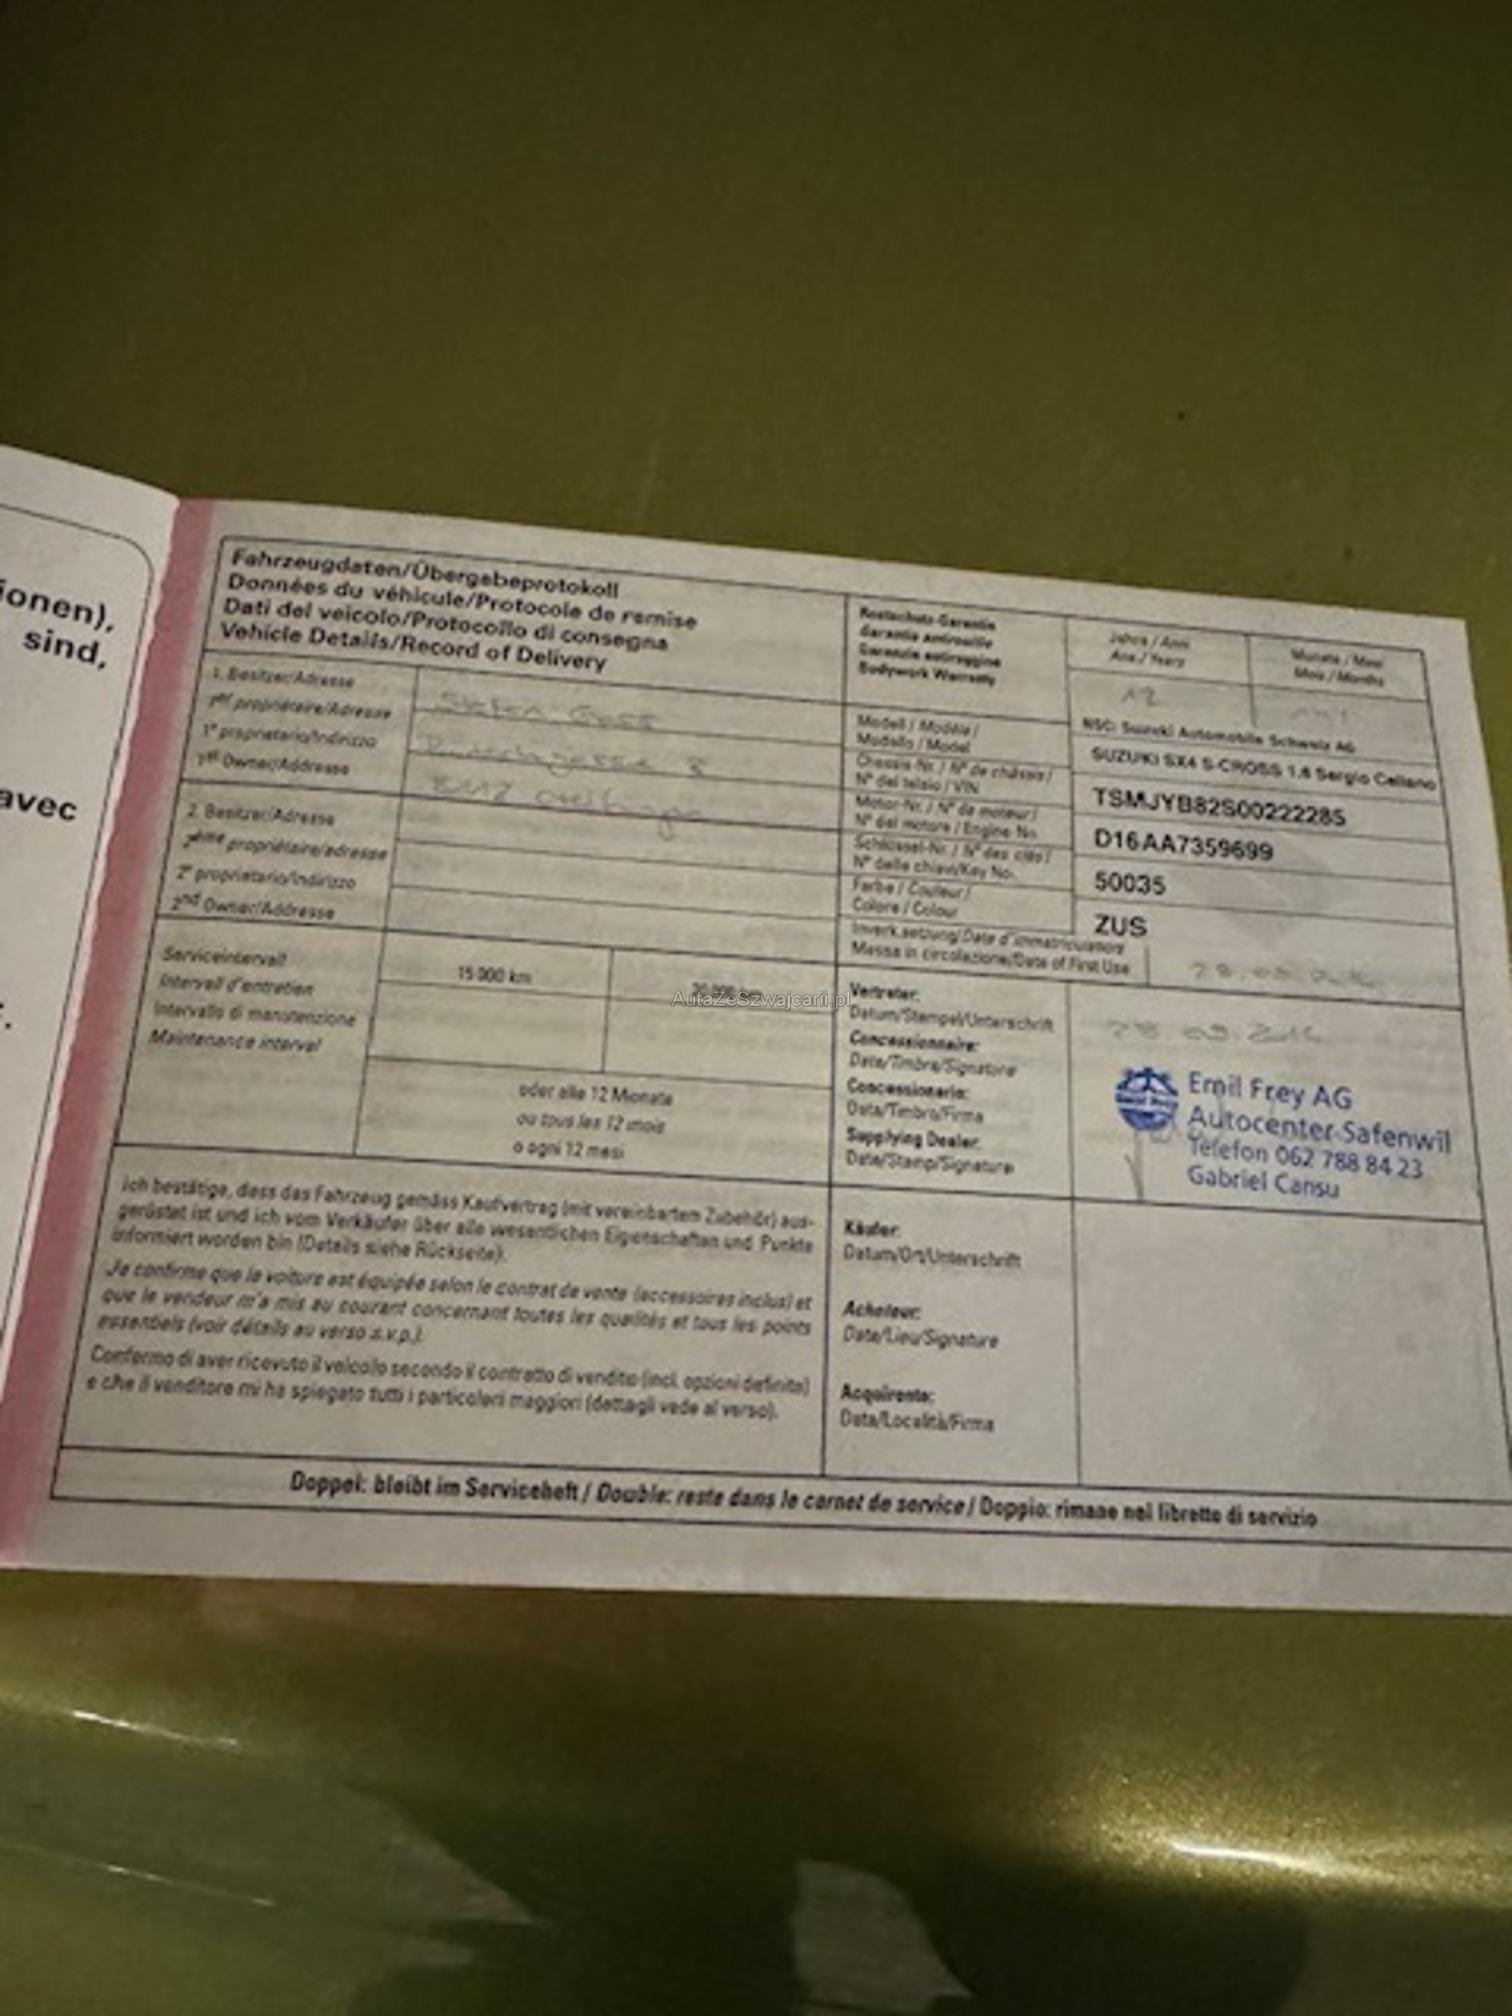 ionen),
sind,
avec
Fahrzeugdaten/Übergabeprotokoll
Données du véhicule/Protocole de remise
Dati del veicolo/Protocollo di consegna
Vehicle Details/Record of Delivery
Rostschutz-Garantie
Garantie antirouille
Garanzia antiruggine
Bodywork Warranty
Jahre / Ans
Anni / Years
Monate / Mois
Mesi / Months
12
1. Besitzer/Adresse
1er propriétaire/Adresse
1° proprietario/Indirizzo
1st Owner/Address
2. Besitzer/Adresse
2ème propriétaire/adresse
2° proprietario/Indirizzo
2nd Owner/Address
NSC: Suzuki Automobile Schweiz AG
Modell / Modèle /
Modello / Model
SUZUKI SX4 S-CROSS 1.6 Sergio Cellano
Chassis-Nr. / N° de châssis /
N° del telaio / VIN
TSMJYB82S00222285
Motor-Nr. / N° de moteur /
N° del motore / Engine No.
D16AA7359699
Schlüssel-Nr. / N° des clés /
N° delle chiavi/Key No.
50035
Farbe / Couleur /
Colore / Colour
ZUS
Inverk.setzung/Date d'immatriculation
Messa in circolazione/Date of First Use
Serviceintervall
Intervall d'entretien
Intervallo di manutenzione
Maintenance interval
15 000 km
oder alle 12 Monate
ou tous les 12 mois
o ogni 12 mesi
AutaZeSzwajcarii.pl
Vertreter:
Datum/Stempel/Unterschrift
Concessionnaire:
Date/Timbre/Signature
Concessionario:
Data/Timbro/Firma
Supplying Dealer:
Date/Stamp/Signature
Emil Frey AG
Autocenter Safenwil
Telefon 062 788 84 23
Gabriel Cansu
Ich bestätige, dass das Fahrzeug gemäss Kaufvertrag (mit vereinbartem Zubehör) aus-
gerüstet ist und ich vom Verkäufer über alle wesentlichen Eigenschaften und Punkte
informiert worden bin (Details siehe Rückseite).
Je confirme que la voiture est équipée selon le contrat de vente (accessoires inclus) et
que le vendeur m'a mis au courant concernant toutes les qualités et tous les points
essentiels (voir détails au verso s.v.p.).
Confermo di aver ricevuto il veicolo secondo il contratto di vendita (incl. opzioni definite)
e che il venditore mi ha spiegato tutti i particolari maggiori (dettagli vede al verso).
Käufer:
Datum/Ort/Unterschrift
Acheteur:
Date/Lieu/Signature
Acquirente:
Data/Località/Firma
Doppel: bleibt im Serviceheft / Double: reste dans le carnet de service / Doppio: rimane nel libretto di servizio